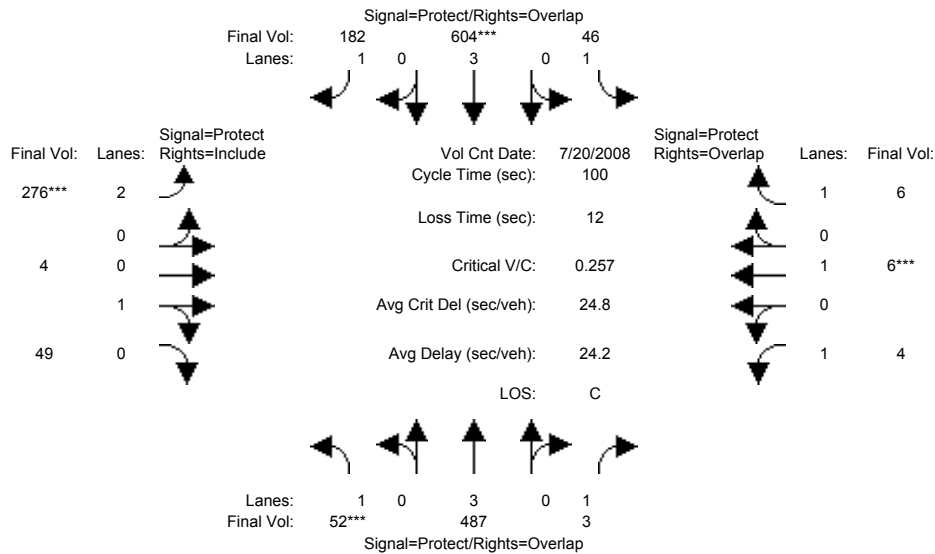 Signal=Protect/Rights=Overlap
Final Vol: 182 604*** 46
Lanes: 1 0 3 0 1
Signal=Protect
Final Vol: Lanes: Rights=Include
Vol Cnt Date: 7/20/2008
Signal=Protect
Rights=Overlap Lanes: Final Vol:
Cycle Time (sec): 100
276*** 2
1 6
Loss Time (sec): 12
0
0
4 0
Critical V/C: 0.257
1 6***
1
Avg Crit Del (sec/veh): 24.8
0
49 0
Avg Delay (sec/veh): 24.2
1 4
LOS: C
Lanes: 1 0 3 0 1
Final Vol: 52*** 487 3
Signal=Protect/Rights=Overlap